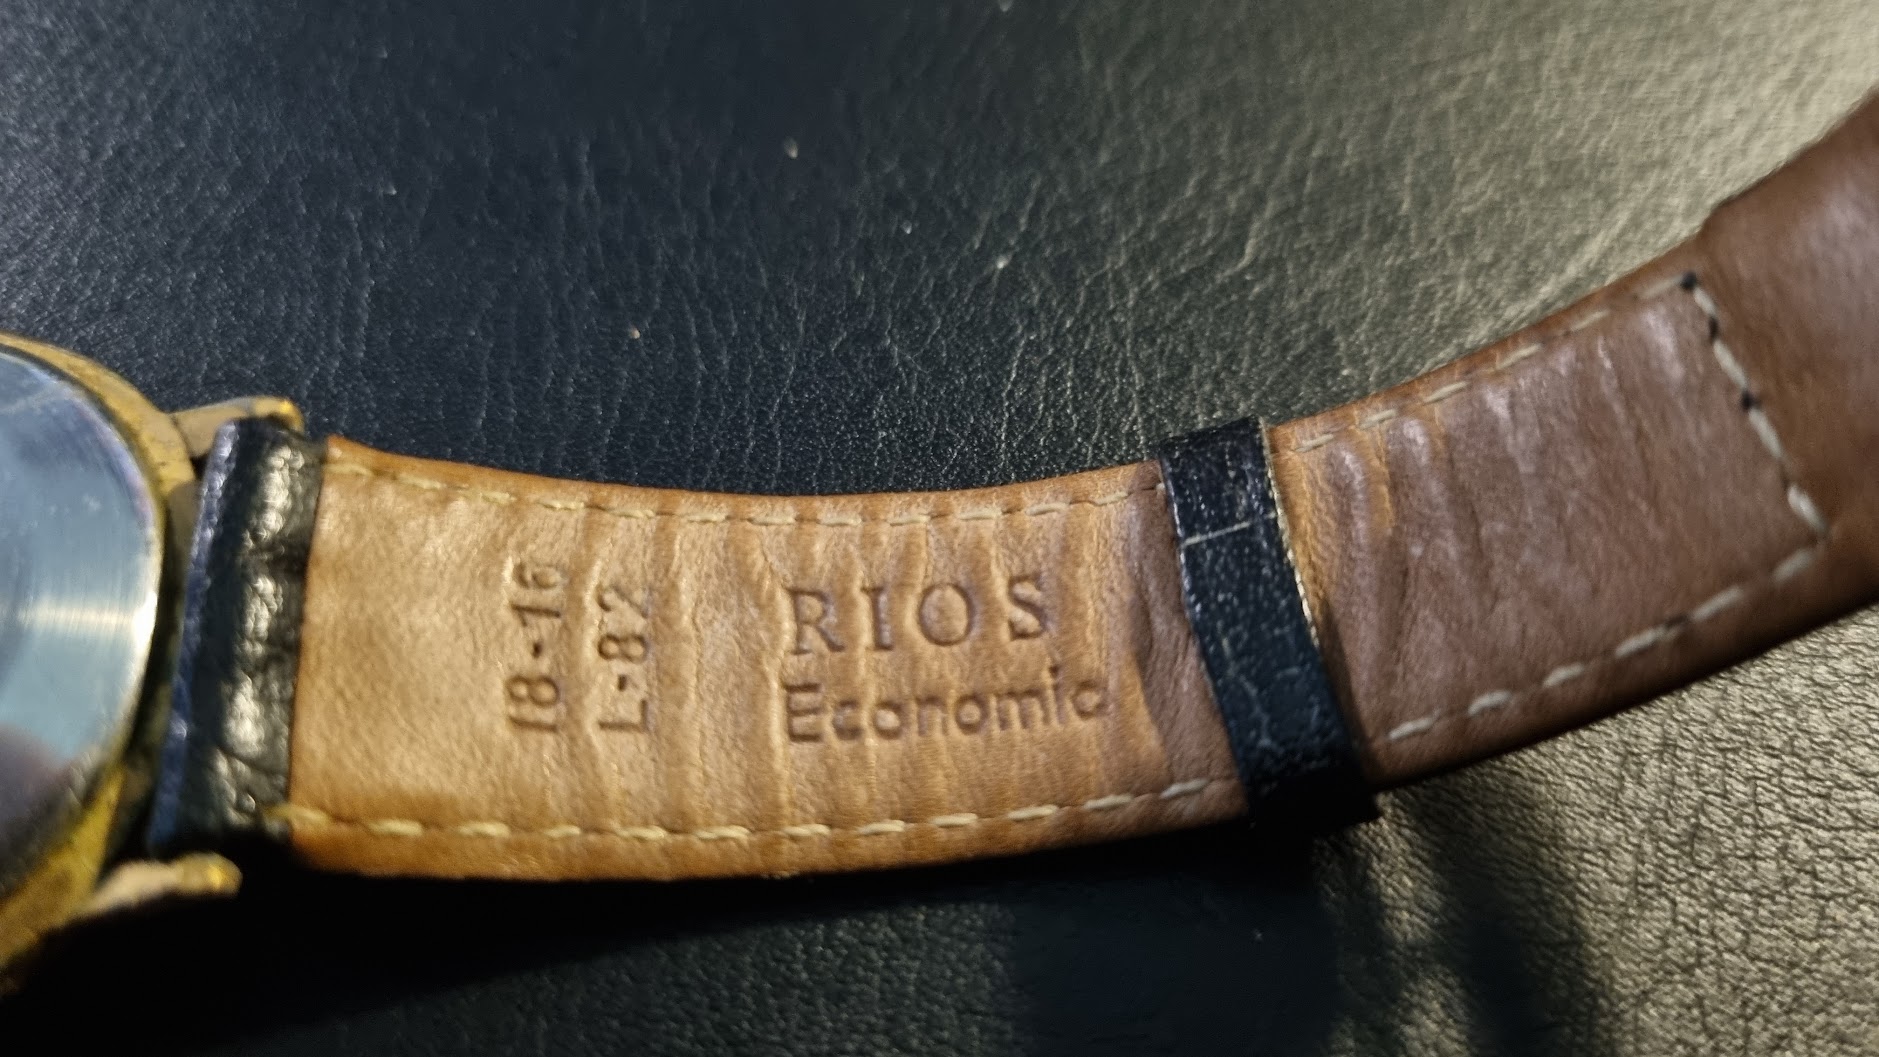 18-16
L-82
RIOS
Economic